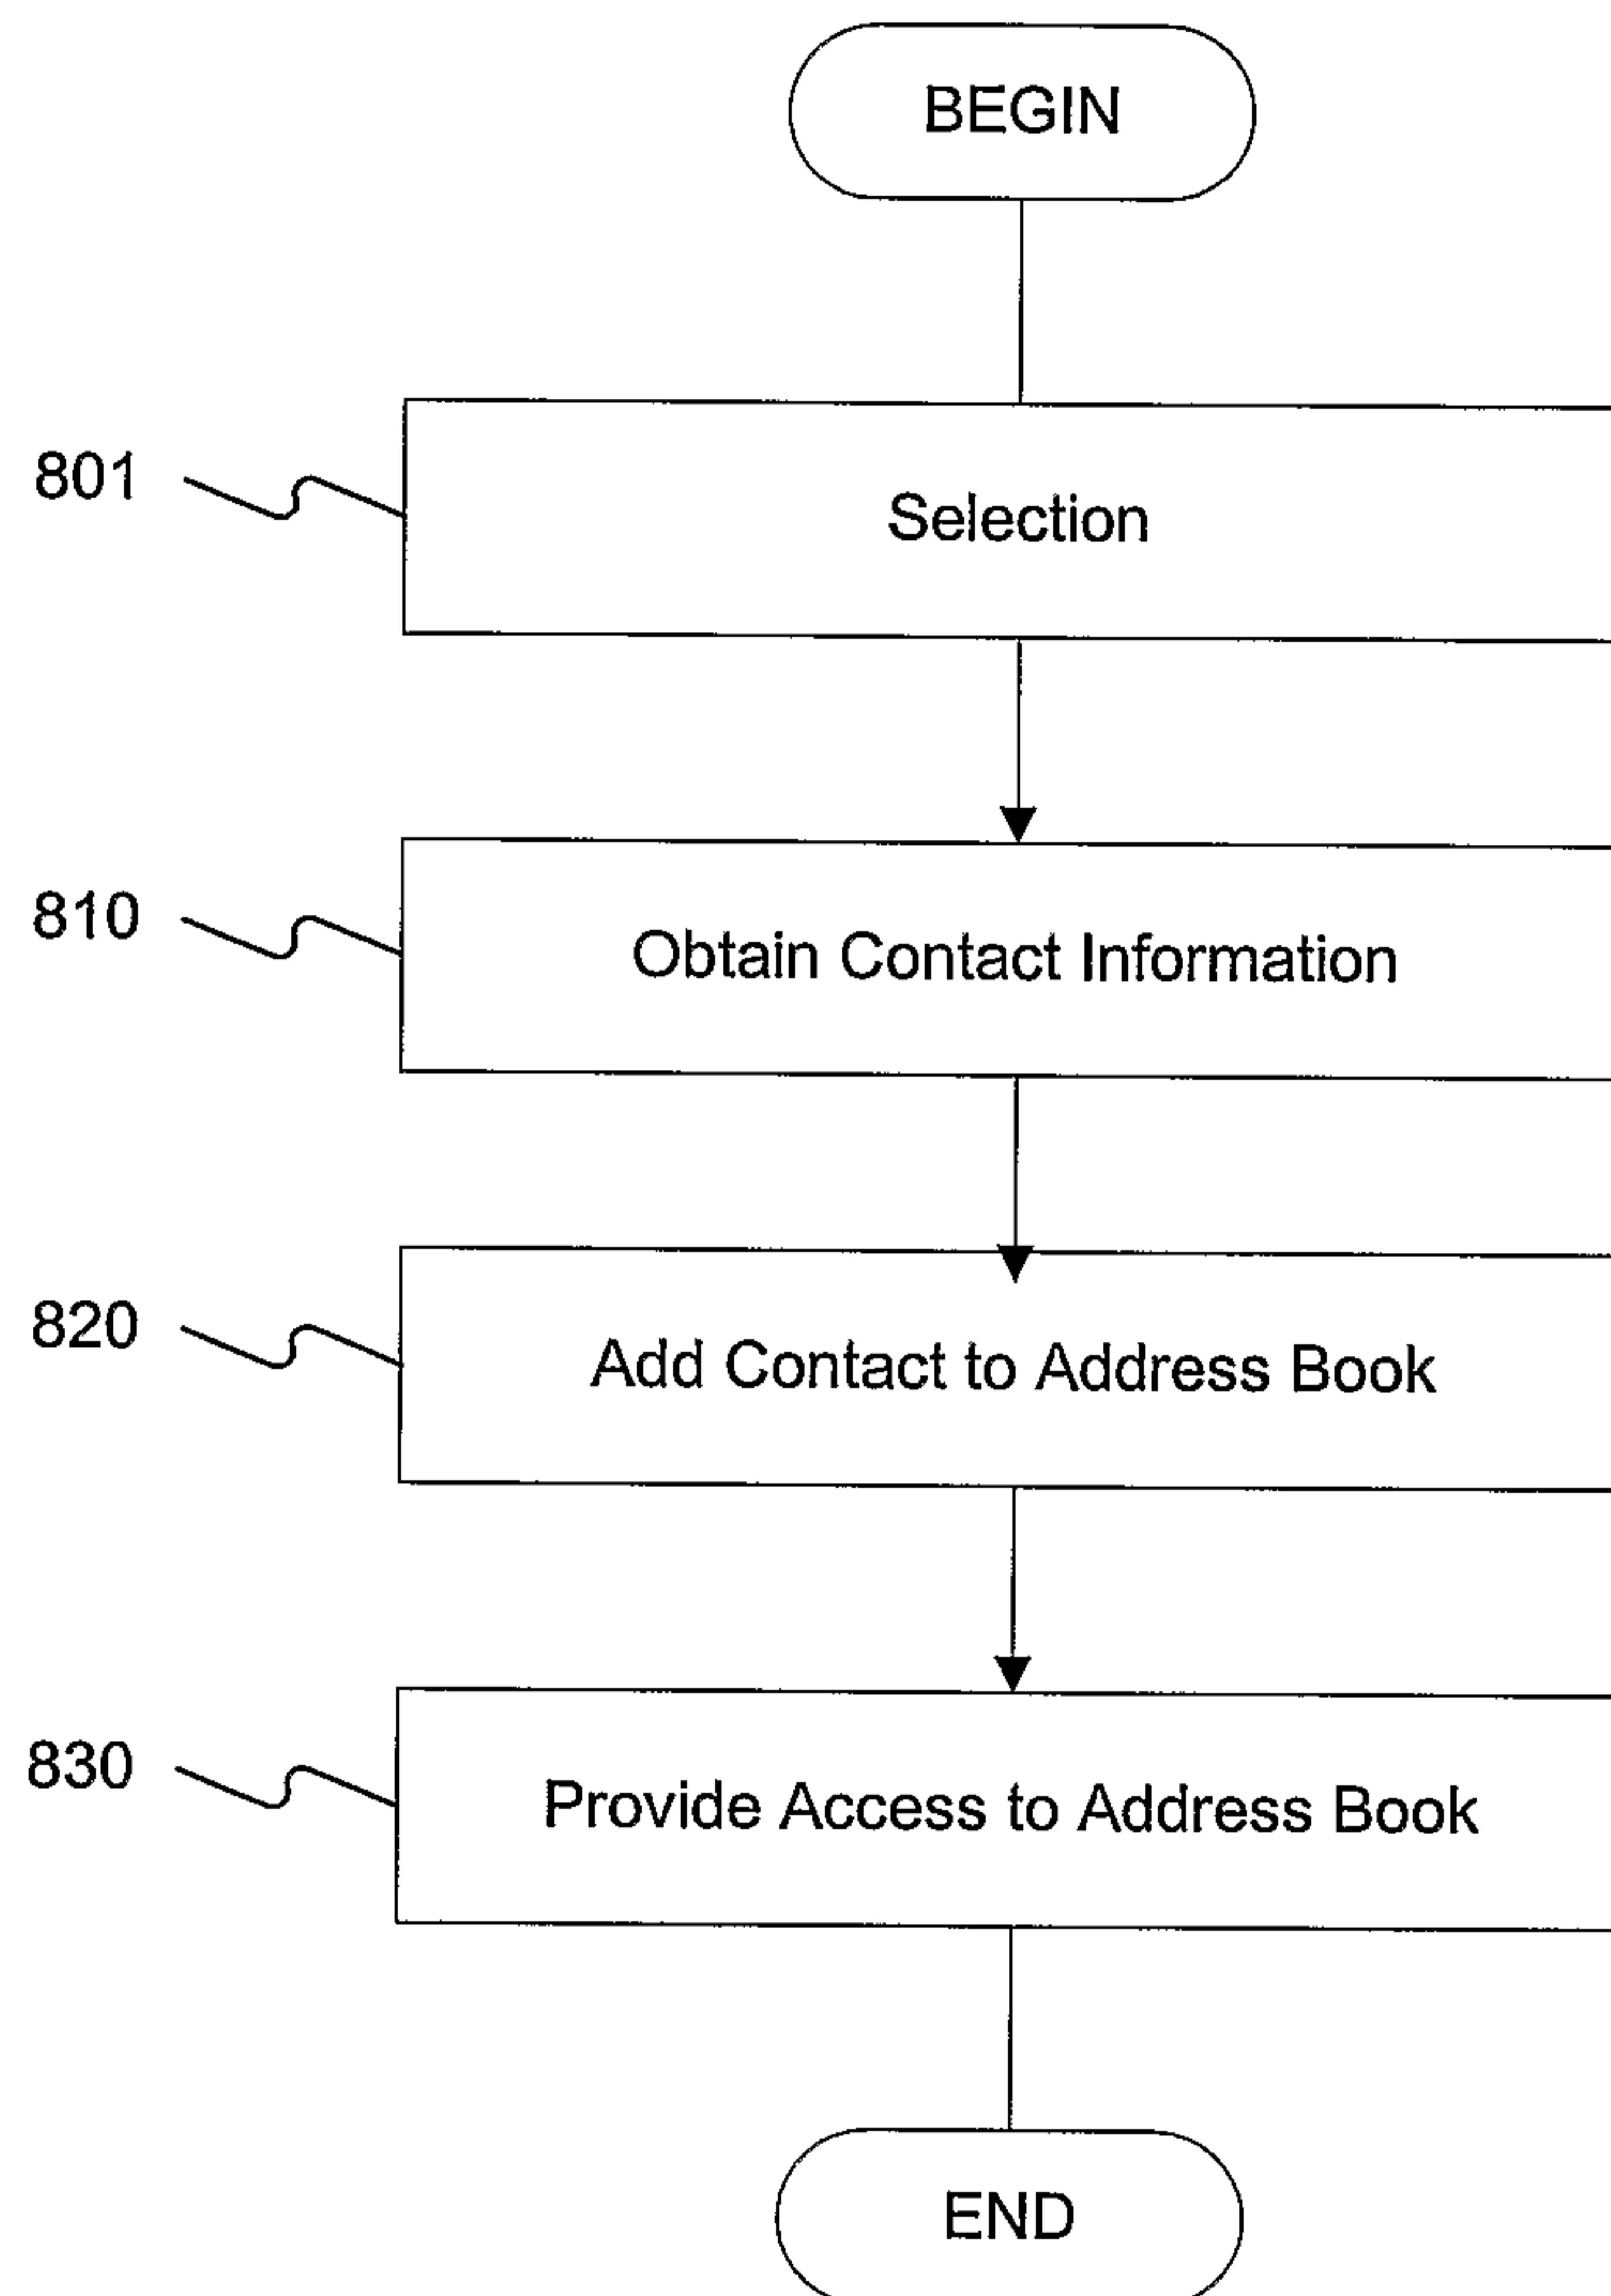 BEGIN
801
Selection
810
Obtain Contact Information
820
Add Contact to Address Book
830
Provide Access to Address Book
END